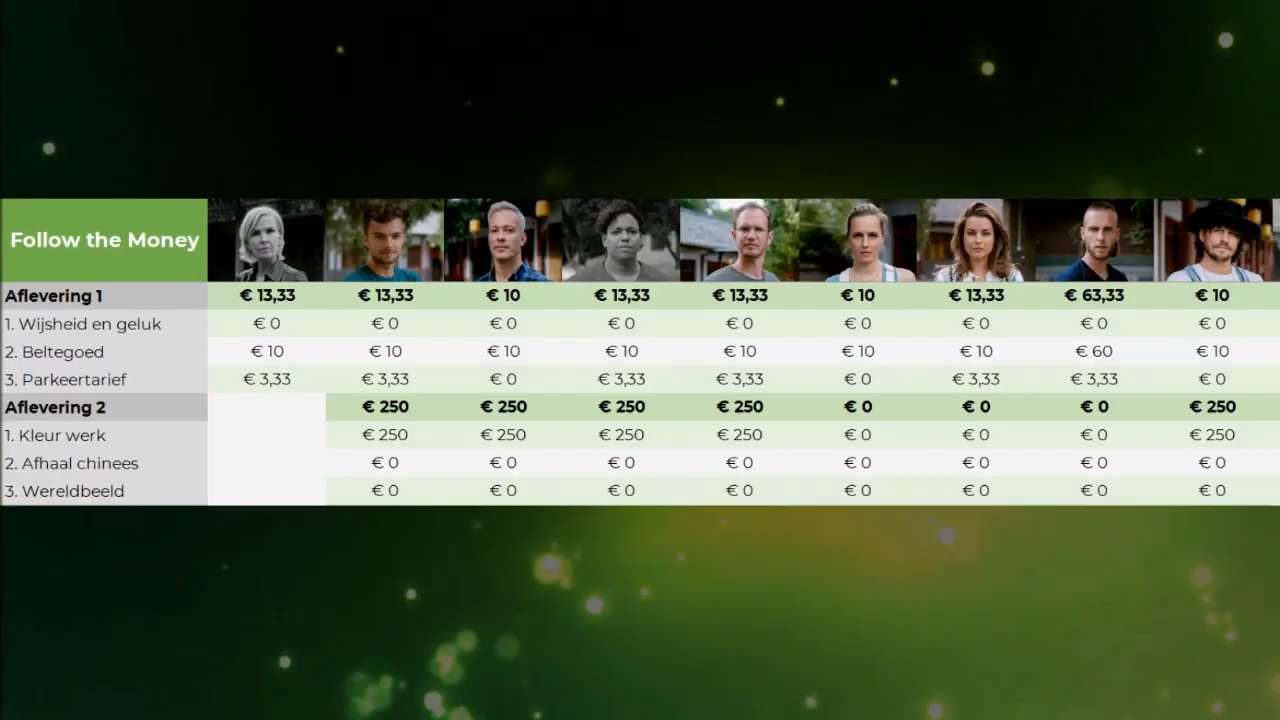 Follow the Money
Aflevering 1 € 13,33 € 13,33 € 10 € 13,33 € 13,33 € 10 € 13,33 € 63,33 € 10
1. Wijsheid en geluk € 0 € 0 € 0 € 0 € 0 € 0 € 0 € 0 € 0
2. Beltegoed € 10 € 10 € 10 € 10 € 10 € 10 € 10 € 60 € 10
3. Parkeertarief € 3,33 € 3,33 € 0 € 3,33 € 3,33 € 0 € 3,33 € 3,33 € 0
Aflevering 2 € 250 € 250 € 250 € 250 € 0 € 0 € 0 € 250
1. Kleur werk € 250 € 250 € 250 € 250 € 0 € 0 € 0 € 250
2. Afhaal chinees € 0 € 0 € 0 € 0 € 0 € 0 € 0 € 0
3. Wereldbeeld € 0 € 0 € 0 € 0 € 0 € 0 € 0 € 0